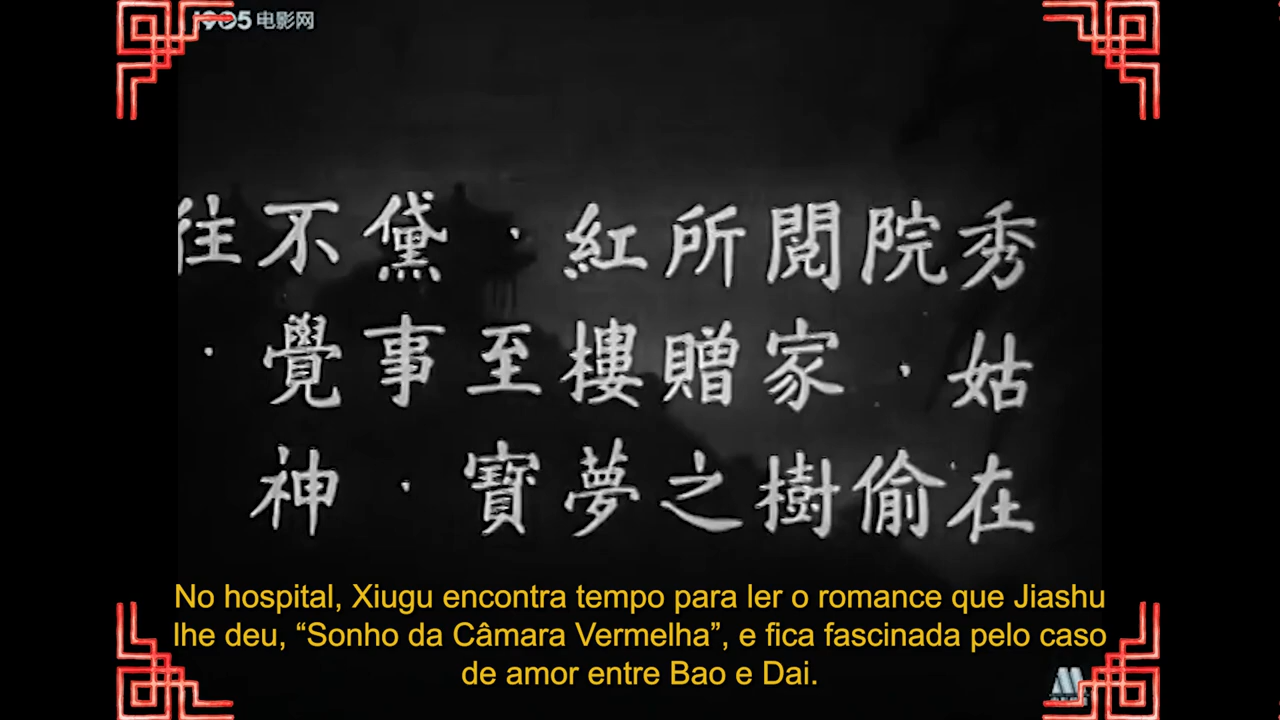 1905电影网
秀姑在
院・偷
閱家樹
所贈之
紅樓夢
・至寶
黛事・
不覺神
往・
No hospital, Xiugu encontra tempo para ler o romance que Jiashu
lhe deu, “Sonho da Câmara Vermelha”, e fica fascinada pelo caso
de amor entre Bao e Dai.